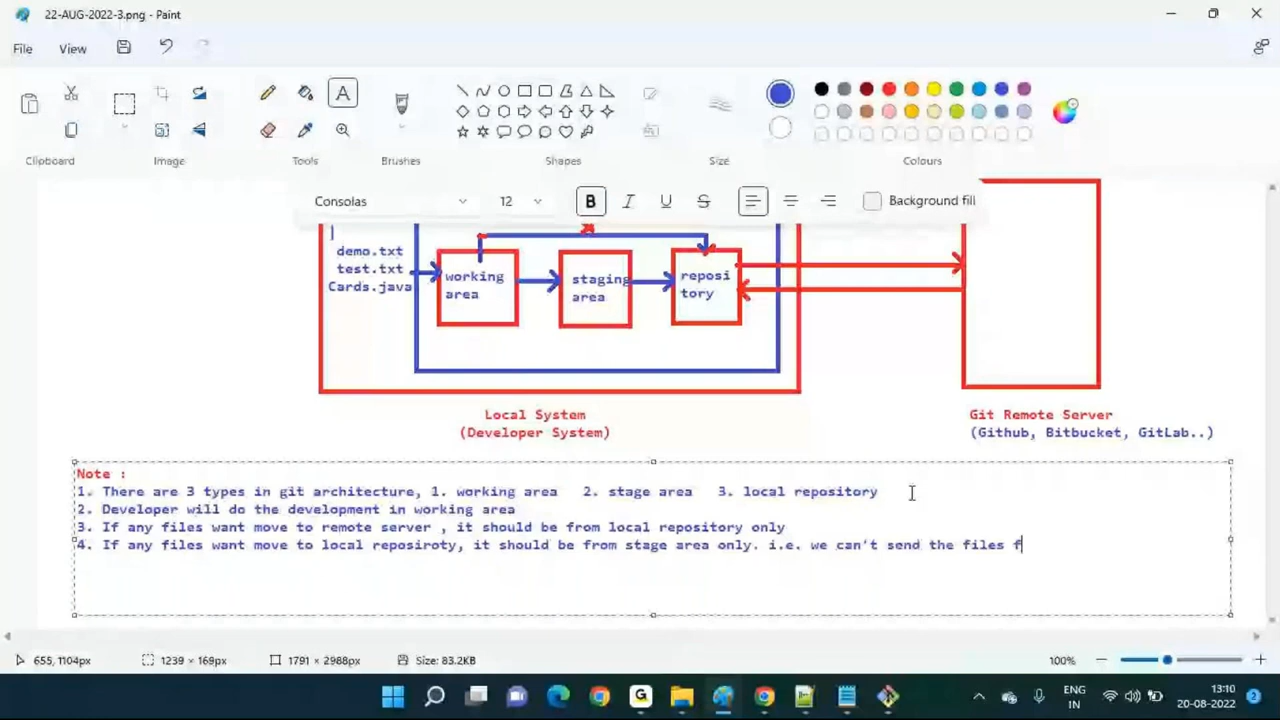 22-AUG-2022-3.png - Paint
File View
Clipboard Image Tools Brushes Shapes Size Colours
Consolas 12 B I U S Background fill
demo.txt
test.txt
Cards.java
working
area
staging
area
reposi
tory
Local System
(Developer System)
Git Remote Server
(Github, Bitbucket, GitLab..)
Note :
1. There are 3 types in git architecture, 1. working area 2. stage area 3. local repository
2. Developer will do the development in working area
3. If any files want move to remote server , it should be from local repository only
4. If any files want move to local reposiroty, it should be from stage area only. i.e. we can't send the files f
655, 1104px 1239 × 169px 1791 × 2988px Size: 83.2KB 100%
ENG
IN
13:10
20-08-2022
2